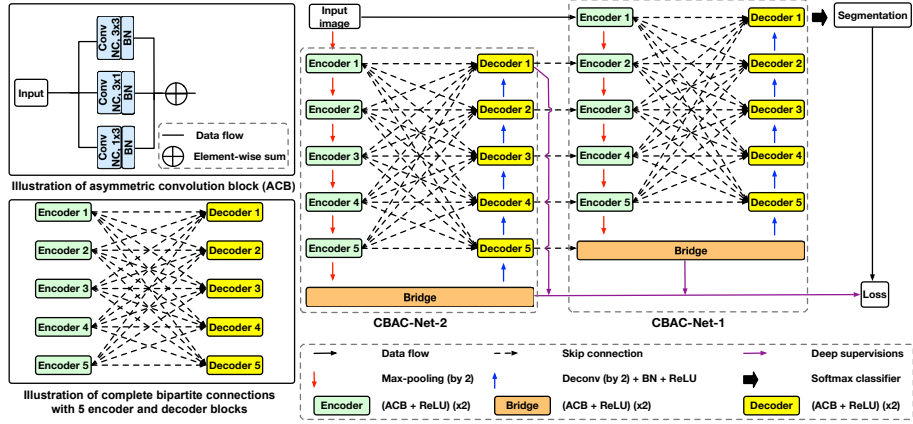 Input
Conv
NC, 3x3
BN
Conv
NC, 3x1
BN
Conv
NC, 1x3
BN
Data flow
Element-wise sum
Illustration of asymmetric convolution block (ACB)
Encoder 1
Decoder 1
Encoder 2
Decoder 2
Encoder 3
Decoder 3
Encoder 4
Decoder 4
Encoder 5
Decoder 5
Illustration of complete bipartite connections
with 5 encoder and decoder blocks
Input
image
Encoder 1
Decoder 1
Encoder 2
Decoder 2
Encoder 3
Decoder 3
Encoder 4
Decoder 4
Encoder 5
Decoder 5
Bridge
CBAC-Net-2
Encoder 1
Decoder 1
Encoder 2
Decoder 2
Encoder 3
Decoder 3
Encoder 4
Decoder 4
Encoder 5
Decoder 5
Bridge
CBAC-Net-1
Segmentation
Loss
Data flow
Skip connection
Deep supervisions
Max-pooling (by 2)
Deconv (by 2) + BN + ReLU
Softmax classifier
Encoder
(ACB + ReLU) (x2)
Bridge
(ACB + ReLU) (x2)
Decoder
(ACB + ReLU) (x2)